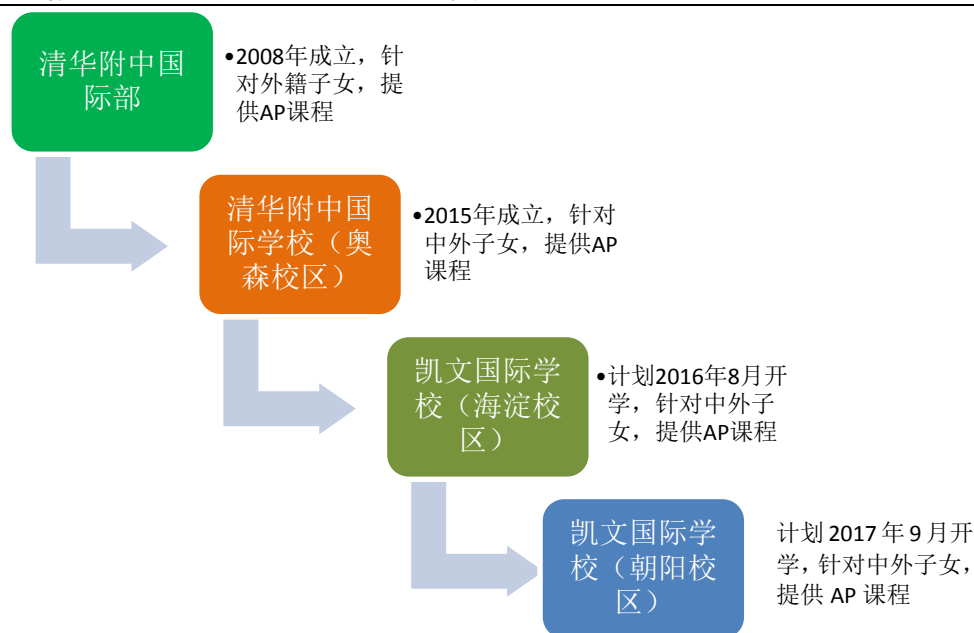 清华附中国
际部
•2008年成立，针
对外籍子女，提
供AP课程
清华附中国
际学校（奥
森校区）
•2015年成立，针对
中外子女，提供AP
课程
凯文国际学
校（海淀校
区）
•计划2016年8月开
学，针对中外子
女，提供AP课程
凯文国际学
校（朝阳校
区）
计划 2017 年 9 月开
学，针对中外子女，
提供 AP 课程